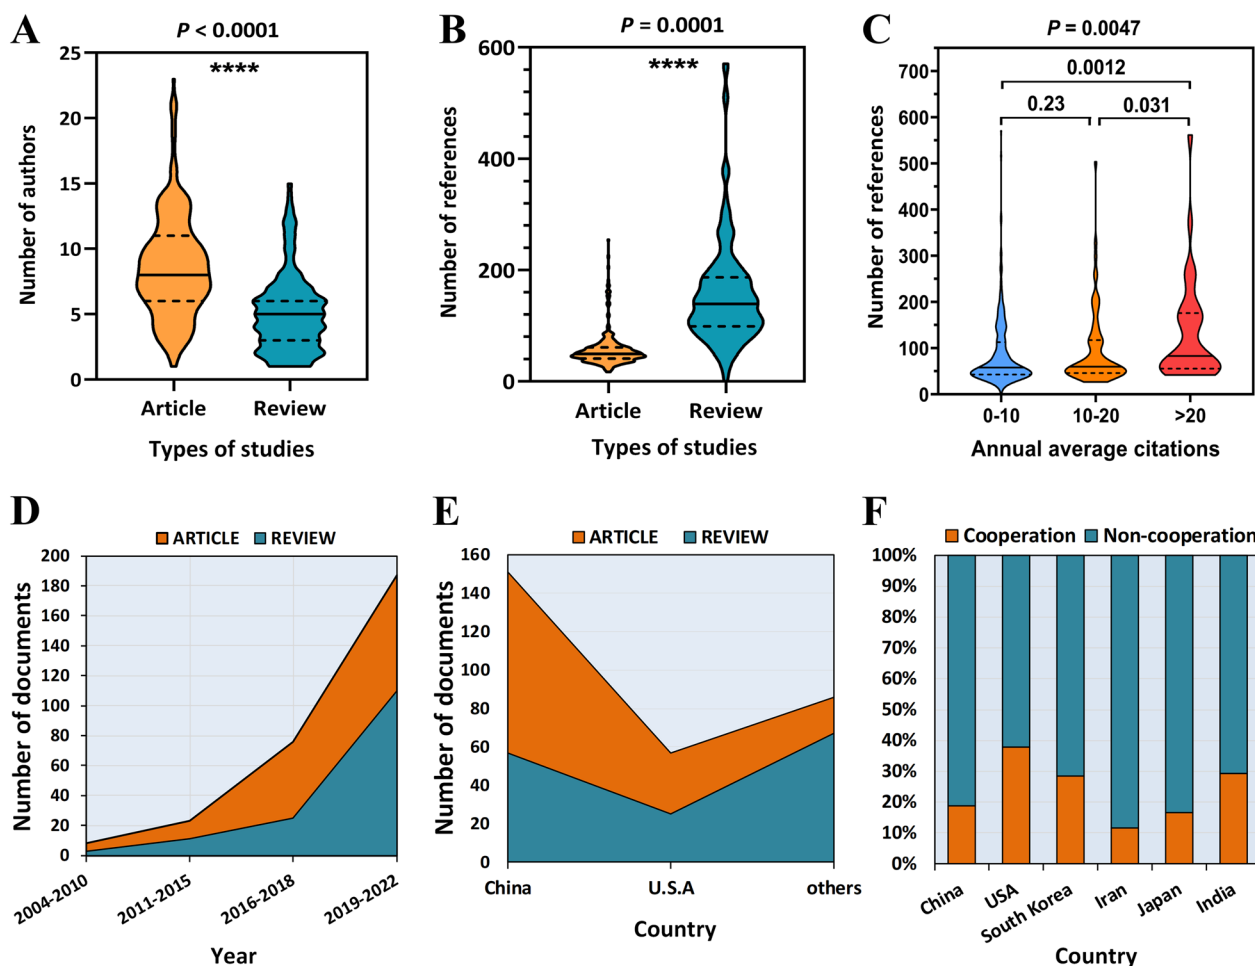 A
P < 0.0001
****
Number of authors
25
20
15
10
5
0
Article
Review
Types of studies
B
P = 0.0001
****
Number of references
600
400
200
0
Article
Review
Types of studies
C
P = 0.0047
0.0012
0.23
0.031
Number of references
700
600
500
400
300
200
100
0
0-10
10-20
>20
Annual average citations
D
ARTICLE
REVIEW
Number of documents
200
180
160
140
120
100
80
60
40
20
0
2004-2010
2011-2015
2016-2018
2019-2022
Year
E
ARTICLE
REVIEW
Number of documents
160
140
120
100
80
60
40
20
0
China
U.S.A
others
Country
F
Cooperation
Non-cooperation
100%
90%
80%
70%
60%
50%
40%
30%
20%
10%
0%
China
USA
South Korea
Iran
Japan
India
Country